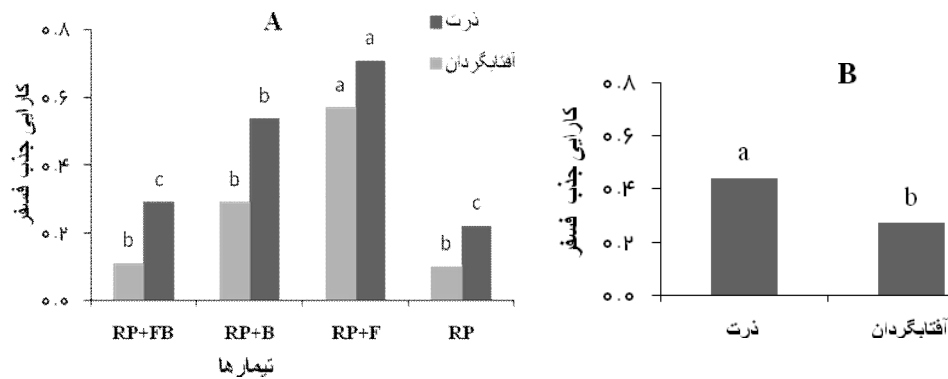 A
ذرت
آفتابگردان
کارایی جذب فسفر
۰.۸
۰.۶
۰.۴
۰.۲
۰.۰
b c b b a a b c
RP+FB RP+B RP+F RP
تیمارها
B
کارایی جذب فسفر
۰.۸
۰.۶
۰.۴
۰.۲
۰.۰
a b
ذرت آفتابگردان